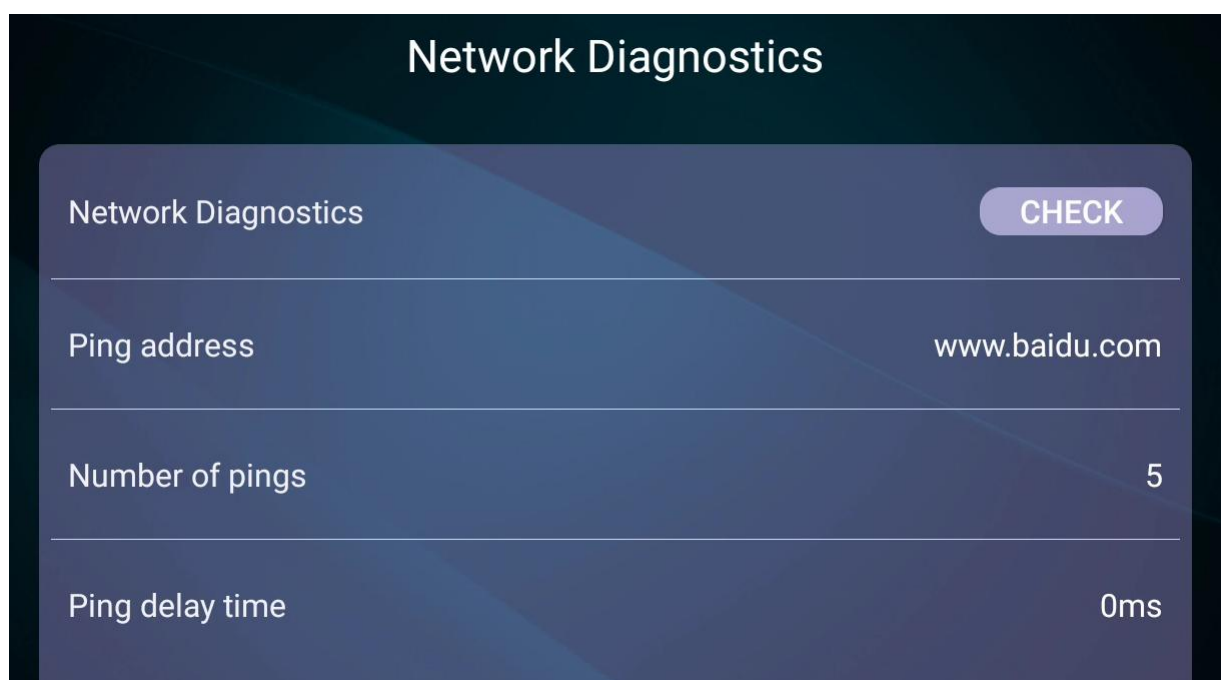 Network Diagnostics
Network Diagnostics CHECK
Ping address www.baidu.com
Number of pings 5
Ping delay time 0ms